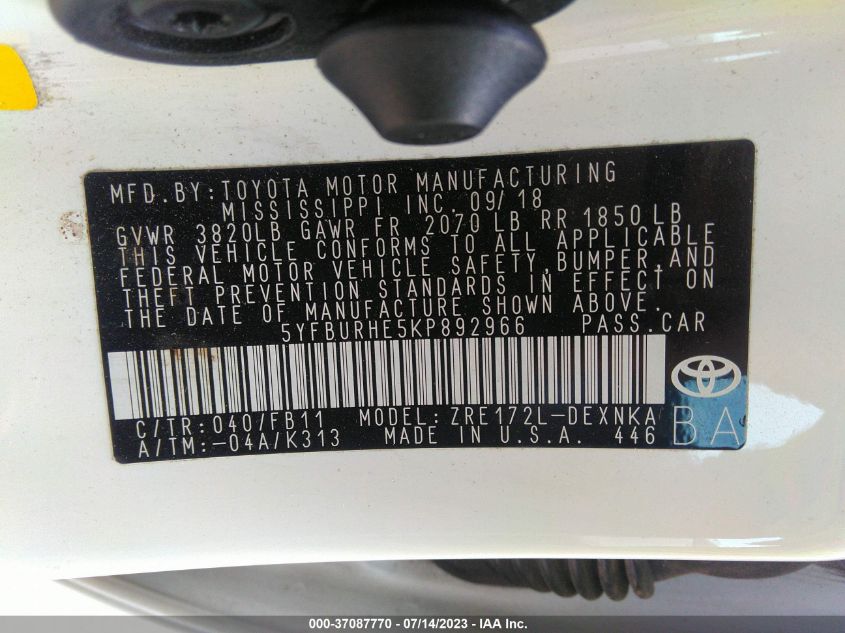 MFD.BY:TOYOTA MOTOR MANUFACTURING
MISSISSIPPI INC. 09/18
GVWR 3820LB GAWR FR 2070 LB RR 1850 LB
THIS VEHICLE CONFORMS TO ALL APPLICABLE
FEDERAL MOTOR VEHICLE SAFETY,BUMPER,AND
THEFT PREVENTION STANDARDS IN EFFECT ON
THE DATE OF MANUFACTURE SHOWN ABOVE.
5YFBURHE5KP892966 PASS.CAR
C/TR:040/FB11 MODEL:ZRE172L-DEXNKA
A/TM:-04A/K313 MADE IN U.S.A. 446
BA
000-37087770 - 07/14/2023 - IAA Inc.